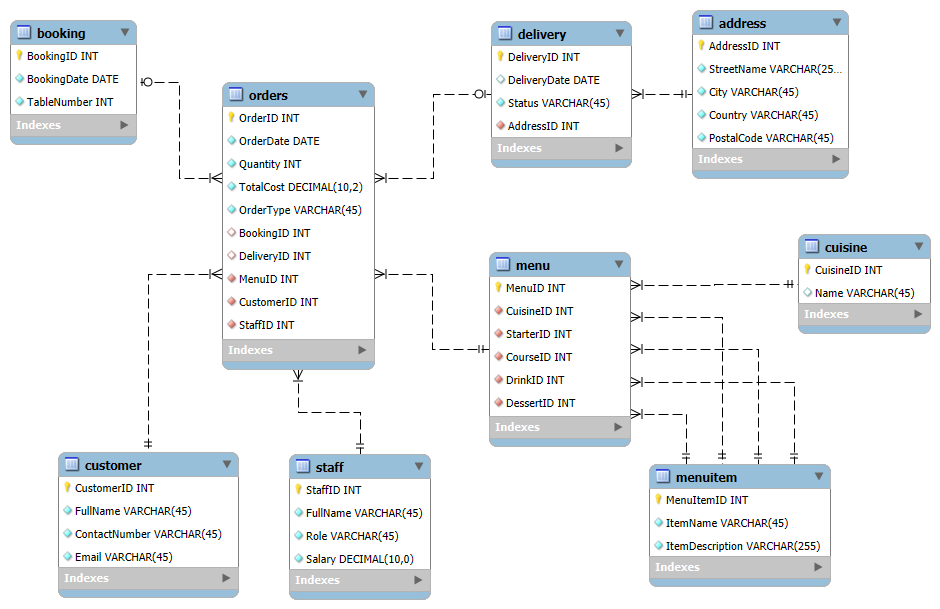 booking
BookingID INT
BookingDate DATE
TableNumber INT
Indexes
orders
OrderID INT
OrderDate DATE
Quantity INT
TotalCost DECIMAL(10,2)
OrderType VARCHAR(45)
BookingID INT
DeliveryID INT
MenuID INT
CustomerID INT
StaffID INT
Indexes
delivery
DeliveryID INT
DeliveryDate DATE
Status VARCHAR(45)
AddressID INT
Indexes
address
AddressID INT
StreetName VARCHAR(25...
City VARCHAR(45)
Country VARCHAR(45)
PostalCode VARCHAR(45)
Indexes
menu
MenuID INT
CuisineID INT
StarterID INT
CourseID INT
DrinkID INT
DessertID INT
Indexes
cuisine
CuisineID INT
Name VARCHAR(45)
Indexes
customer
CustomerID INT
FullName VARCHAR(45)
ContactNumber VARCHAR(45)
Email VARCHAR(45)
Indexes
staff
StaffID INT
FullName VARCHAR(45)
Role VARCHAR(45)
Salary DECIMAL(10,0)
Indexes
menuitem
MenuItemID INT
ItemName VARCHAR(45)
ItemDescription VARCHAR(255)
Indexes